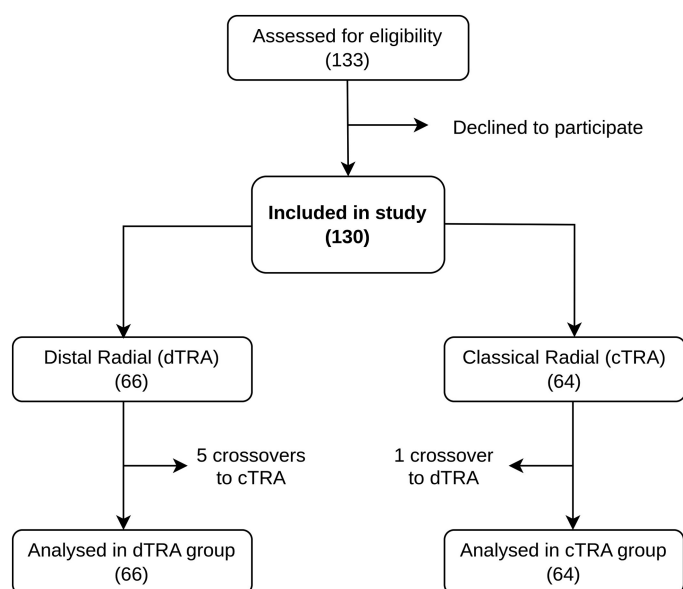 Assessed for eligibility
(133)
Declined to participate
Included in study
(130)
Distal Radial (dTRA)
(66)
Classical Radial (cTRA)
(64)
5 crossovers
to cTRA
1 crossover
to dTRA
Analysed in dTRA group
(66)
Analysed in cTRA group
(64)